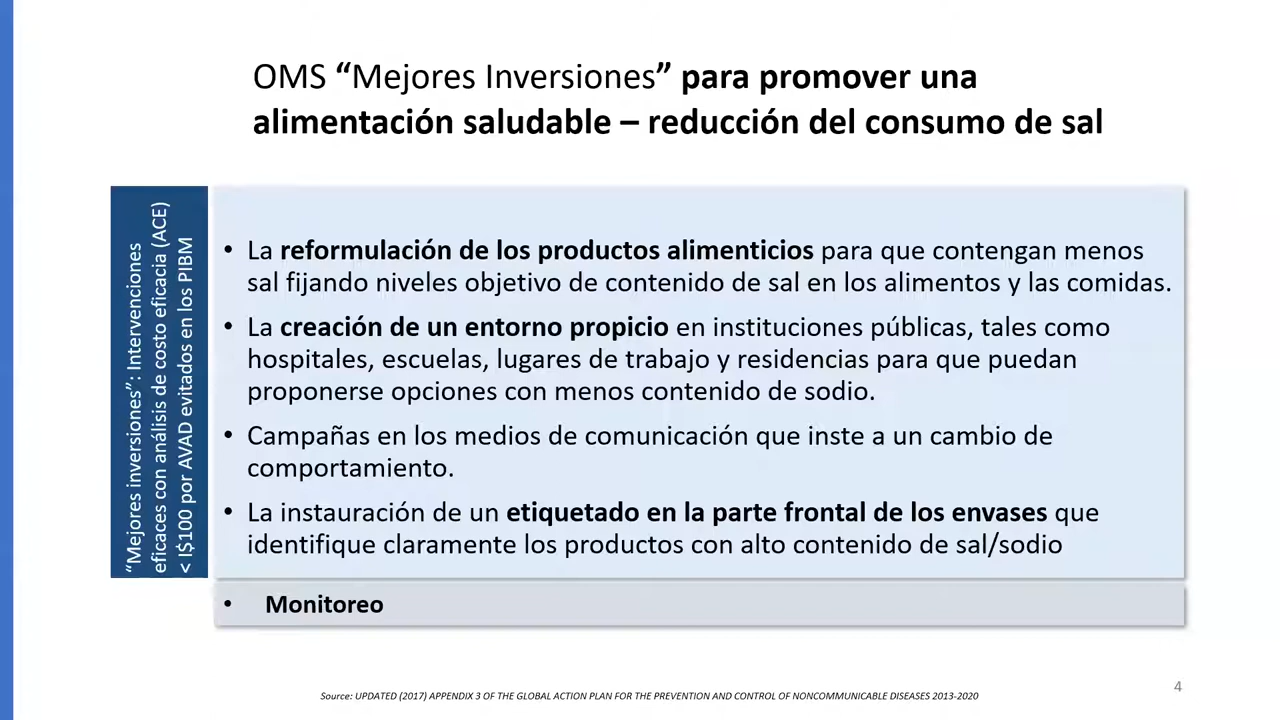 OMS “Mejores Inversiones” para promover una
alimentación saludable – reducción del consumo de sal
“Mejores inversiones”: Intervenciones
eficaces con análisis de costo eficacia (ACE)
< I$100 por AVAD evitados en los PIBM
• La reformulación de los productos alimenticios para que contengan menos
sal fijando niveles objetivo de contenido de sal en los alimentos y las comidas.
• La creación de un entorno propicio en instituciones públicas, tales como
hospitales, escuelas, lugares de trabajo y residencias para que puedan
proponerse opciones con menos contenido de sodio.
• Campañas en los medios de comunicación que inste a un cambio de
comportamiento.
• La instauración de un etiquetado en la parte frontal de los envases que
identifique claramente los productos con alto contenido de sal/sodio
• Monitoreo
Source: UPDATED (2017) APPENDIX 3 OF THE GLOBAL ACTION PLAN FOR THE PREVENTION AND CONTROL OF NONCOMMUNICABLE DISEASES 2013-2020
4